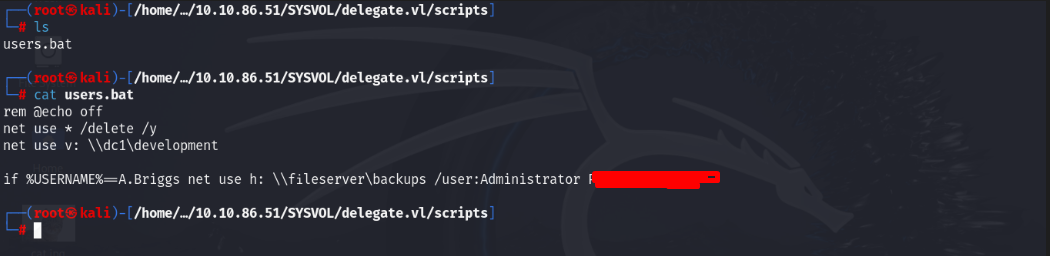 ┌──(root㉿kali)-[/home/…/10.10.86.51/SYSVOL/delegate.vl/scripts]
└─# ls
users.bat
┌──(root㉿kali)-[/home/…/10.10.86.51/SYSVOL/delegate.vl/scripts]
└─# cat users.bat
rem @echo off
net use * /delete /y
net use v: \\dc1\development
if %USERNAME%==A.Briggs net use h: \\fileserver\backups /user:Administrator
┌──(root㉿kali)-[/home/…/10.10.86.51/SYSVOL/delegate.vl/scripts]
└─#